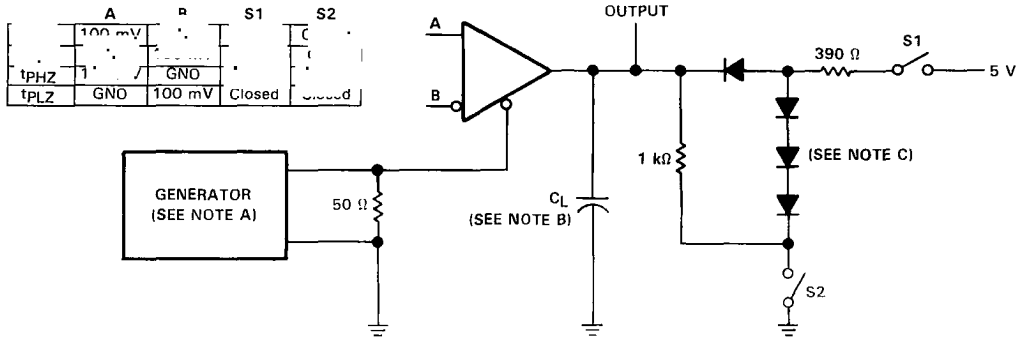 A B S1 S2
100 mV
tPHZ GNO
tPLZ GND 100 mV Closed
A
B
OUTPUT
390 Ω
S1
5 V
1 kΩ
(SEE NOTE C)
GENERATOR
(SEE NOTE A)
50 Ω
CL
(SEE NOTE B)
S2